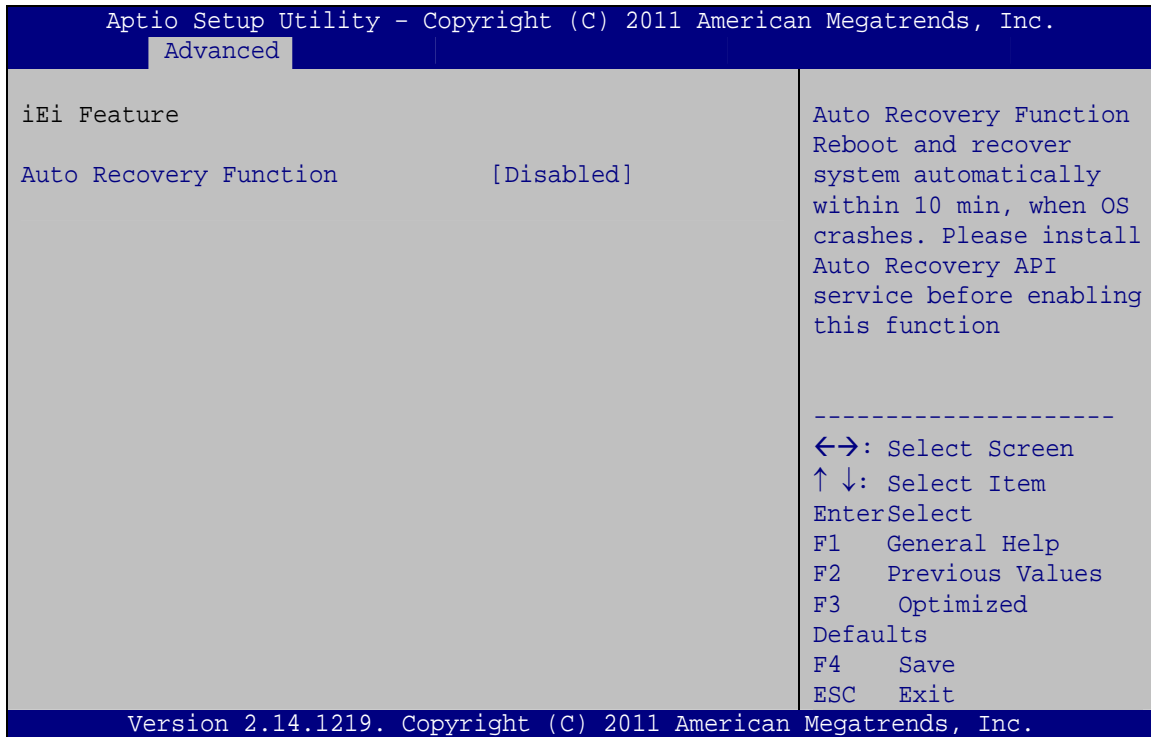 Aptio Setup Utility – Copyright (C) 2011 American Megatrends, Inc.
Advanced
iEi Feature
Auto Recovery Function [Disabled]
Auto Recovery Function
Reboot and recover
system automatically
within 10 min, when OS
crashes. Please install
Auto Recovery API
service before enabling
this function
---------------------
←→: Select Screen
↑ ↓: Select Item
EnterSelect
F1 General Help
F2 Previous Values
F3 Optimized
Defaults
F4 Save
ESC Exit
Version 2.14.1219. Copyright (C) 2011 American Megatrends, Inc.